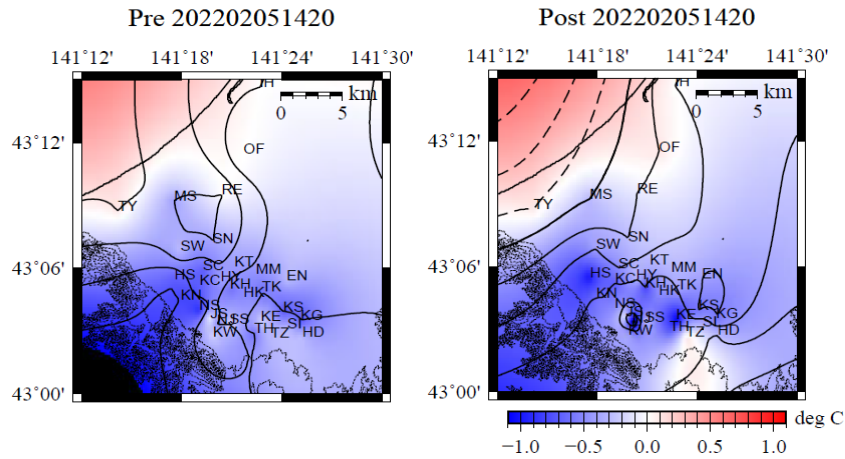 Pre 202202051420
Post 202202051420
141°12' 141°18' 141°24' 141°30'
141°12' 141°18' 141°24' 141°30'
43°12'
43°06'
43°00'
43°12'
43°06'
43°00'
km
0 5
OF
TY
MS
RE
SW
SN
SC
KT
HS
KC
HY
MM
EN
KH
HK
TK
KN
NS
KS
JS
SS
KE
KG
KW
TH
TZ
SI
HD
km
0 5
OF
TY
MS
RE
SW
SN
SC
KT
HS
KC
HY
MM
EN
KH
HK
TK
KN
NS
KS
SS
KE
KG
KW
TH
TZ
SI
HD
deg C
−1.0 −0.5 0.0 0.5 1.0